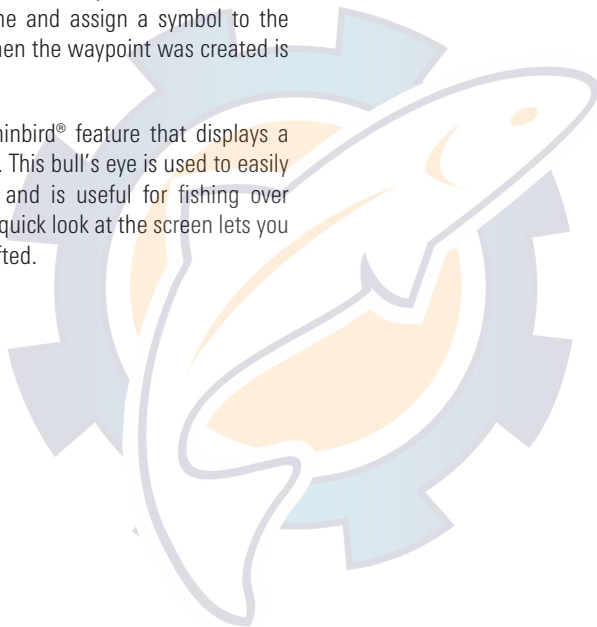 ne and assign a symbol to the
hen the waypoint was created is
ninbird® feature that displays a
. This bull's eye is used to easily
and is useful for fishing over
quick look at the screen lets you
fted.